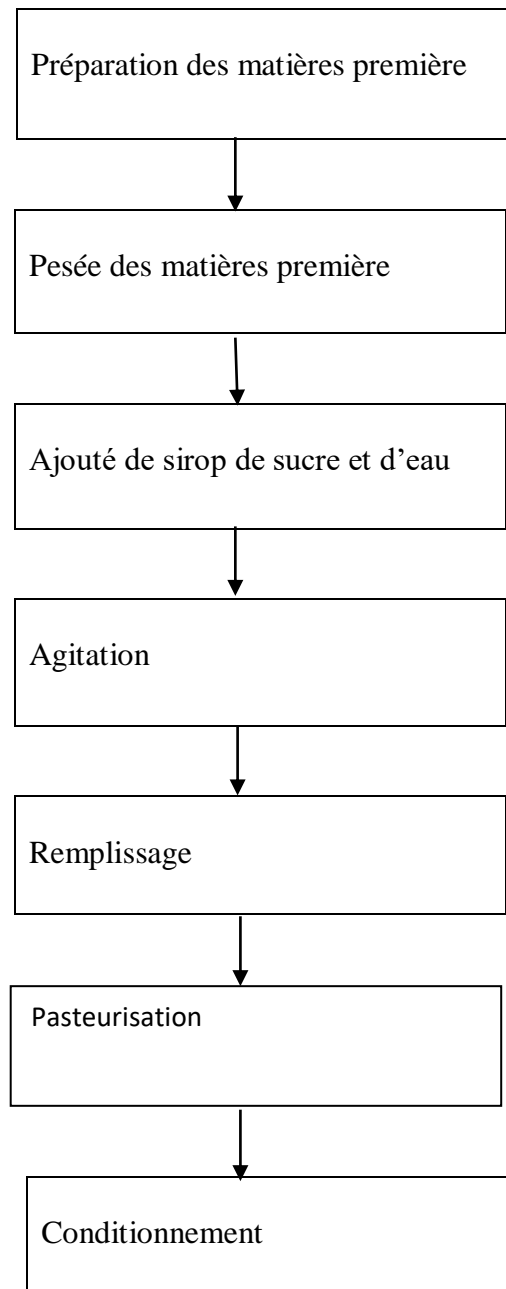 Préparation des matières première
Pesée des matières première
Ajouté de sirop de sucre et d’eau
Agitation
Remplissage
Pasteurisation
Conditionnement